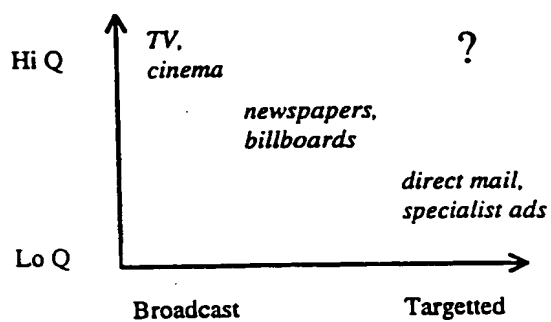 Hi Q
TV,
cinema
?
newspapers,
billboards
direct mail,
specialist ads
Lo Q
Broadcast
Targetted